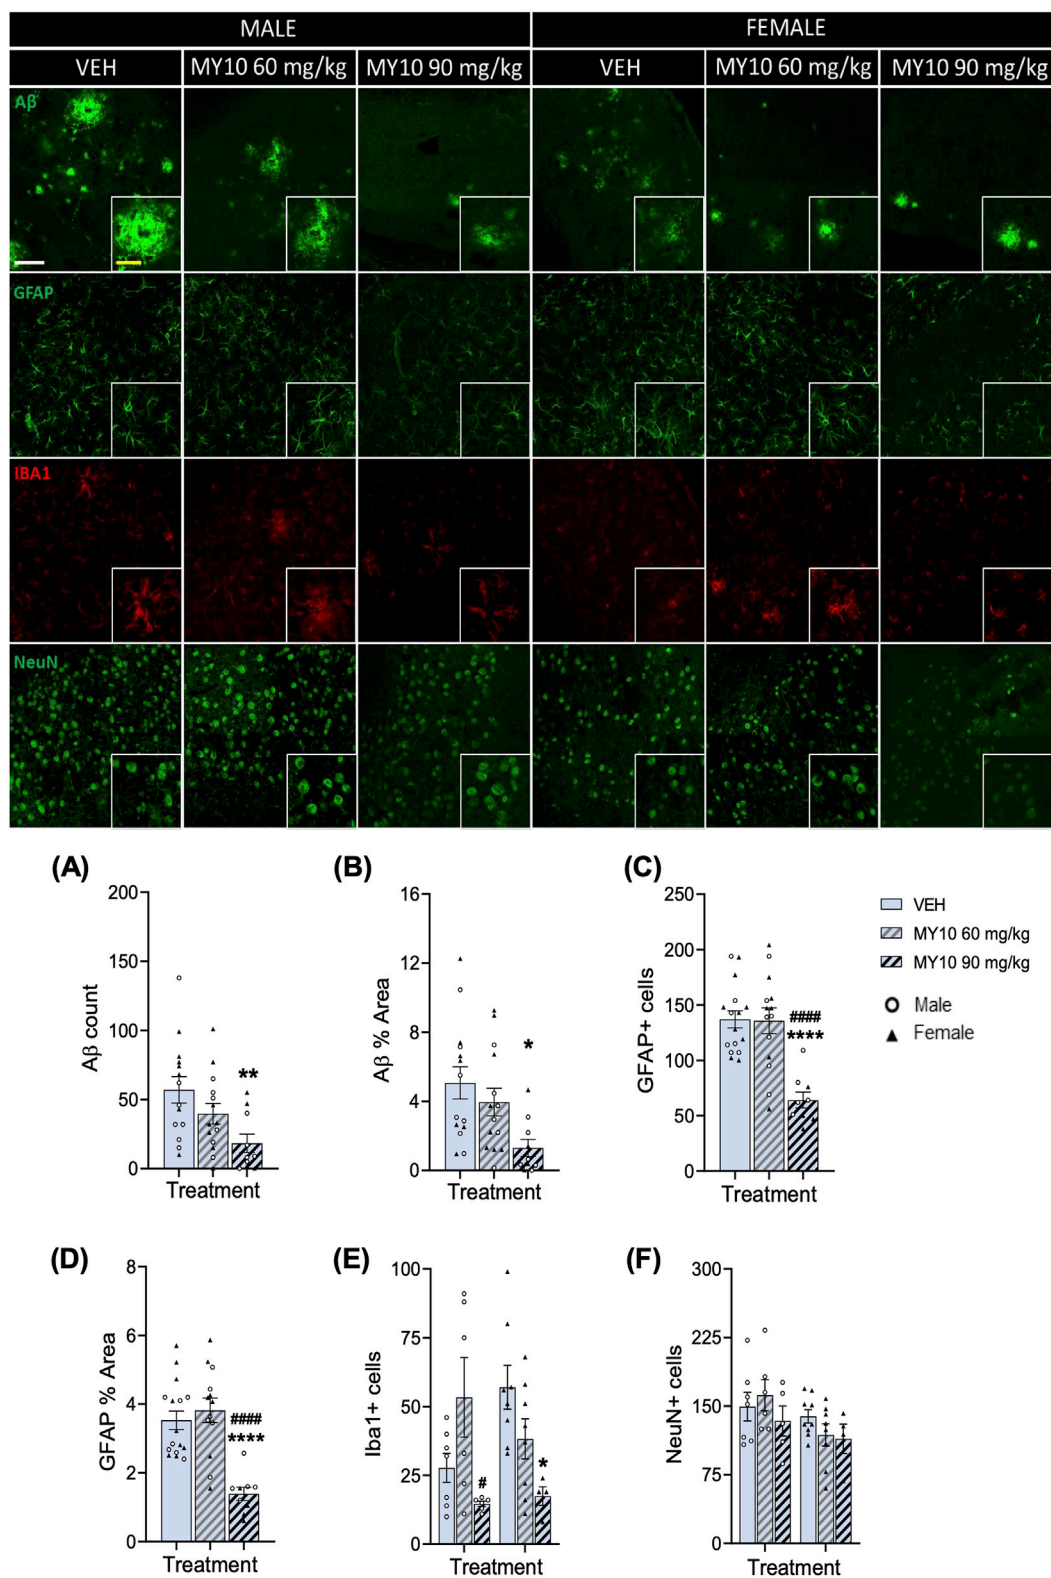 MALE FEMALE
VEH MY10 60 mg/kg MY10 90 mg/kg VEH MY10 60 mg/kg MY10 90 mg/kg
Aβ
GFAP
IBA1
NeuN
(A)
200
150
100
50
0
Aβ count
**
Treatment
(B)
16
12
8
4
0
Aβ % Area
*
Treatment
(C)
250
200
150
100
50
0
GFAP+ cells
####
****
Treatment
VEH
MY10 60 mg/kg
MY10 90 mg/kg
Male
Female
(D)
8
6
4
2
0
GFAP % Area
####
****
Treatment
(E)
100
75
50
25
0
Iba1+ cells
#
*
Treatment
(F)
300
225
150
75
0
NeuN+ cells
Treatment